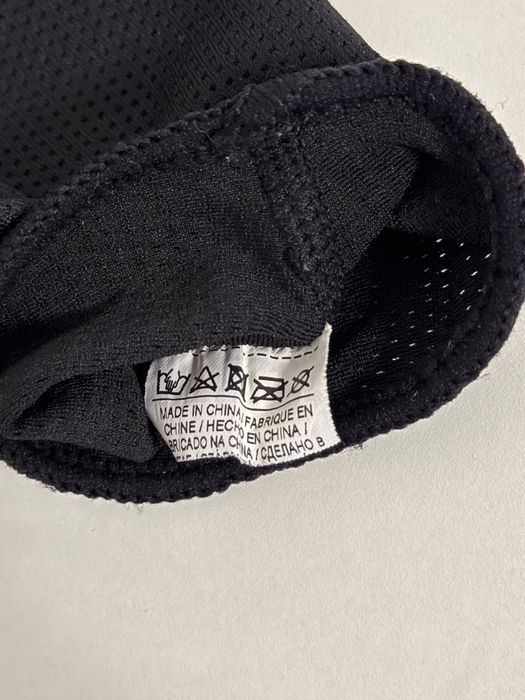 MADE IN CHINA / FABRIQUE EN
CHINE / HECHO EN CHINA /
BRICADO NA CHINA / СДЕЛАНО В